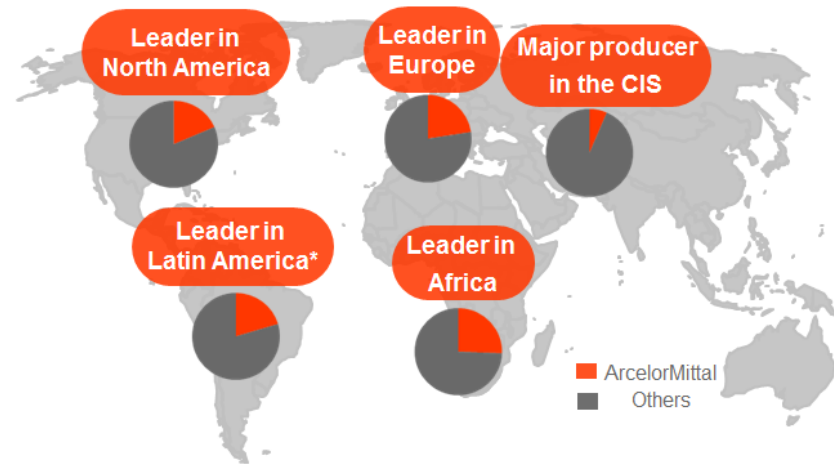 Leader in
North America
Leader in
Europe
Major producer
in the CIS
Leader in
Latin America*
Leader in
Africa
ArcelorMittal
Others